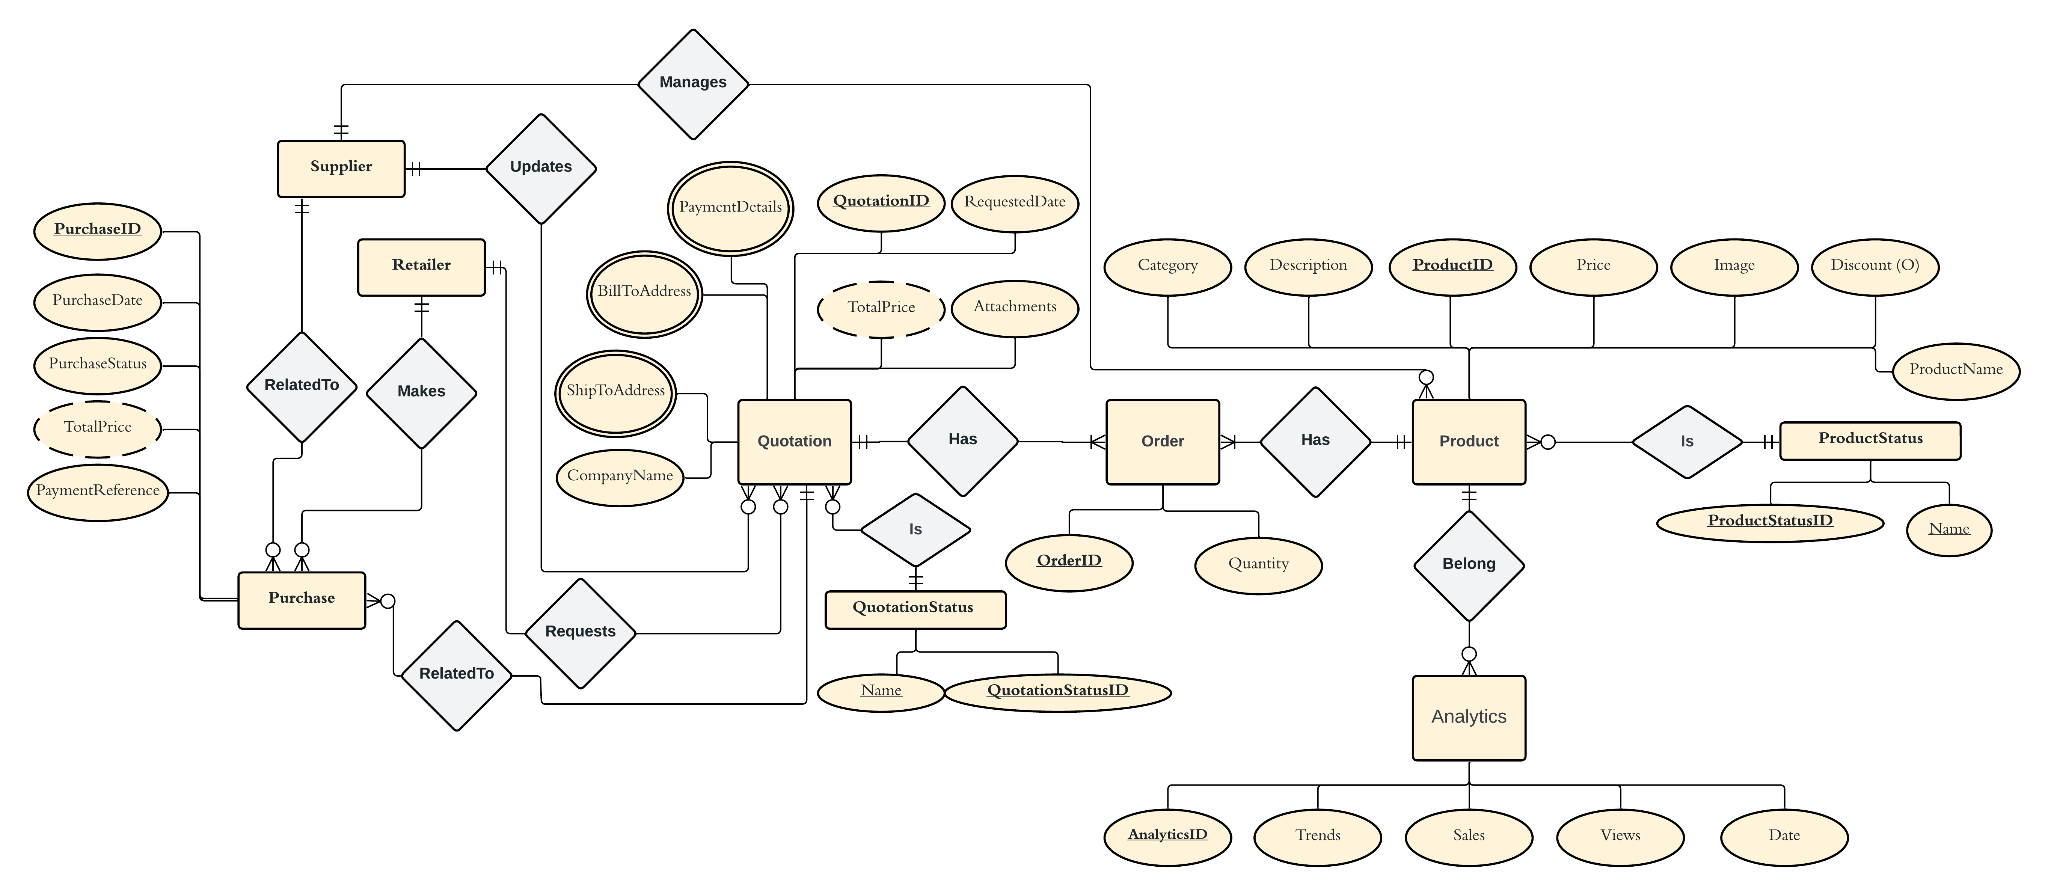 Manages
Supplier
Updates
PaymentDetails
QuotationID
RequestedDate
PurchaseID
Retailer
BillToAddress
TotalPrice
Attachments
Category
Description
ProductID
Price
Image
Discount (O)
PurchaseDate
PurchaseStatus
RelatedTo
Makes
ShipToAddress
ProductName
TotalPrice
Quotation
Has
Order
Has
Product
Is
ProductStatus
PaymentReference
CompanyName
Is
ProductStatusID
Name
OrderID
Quantity
Belong
Purchase
QuotationStatus
Requests
RelatedTo
Name
QuotationStatusID
Analytics
AnalyticsID
Trends
Sales
Views
Date